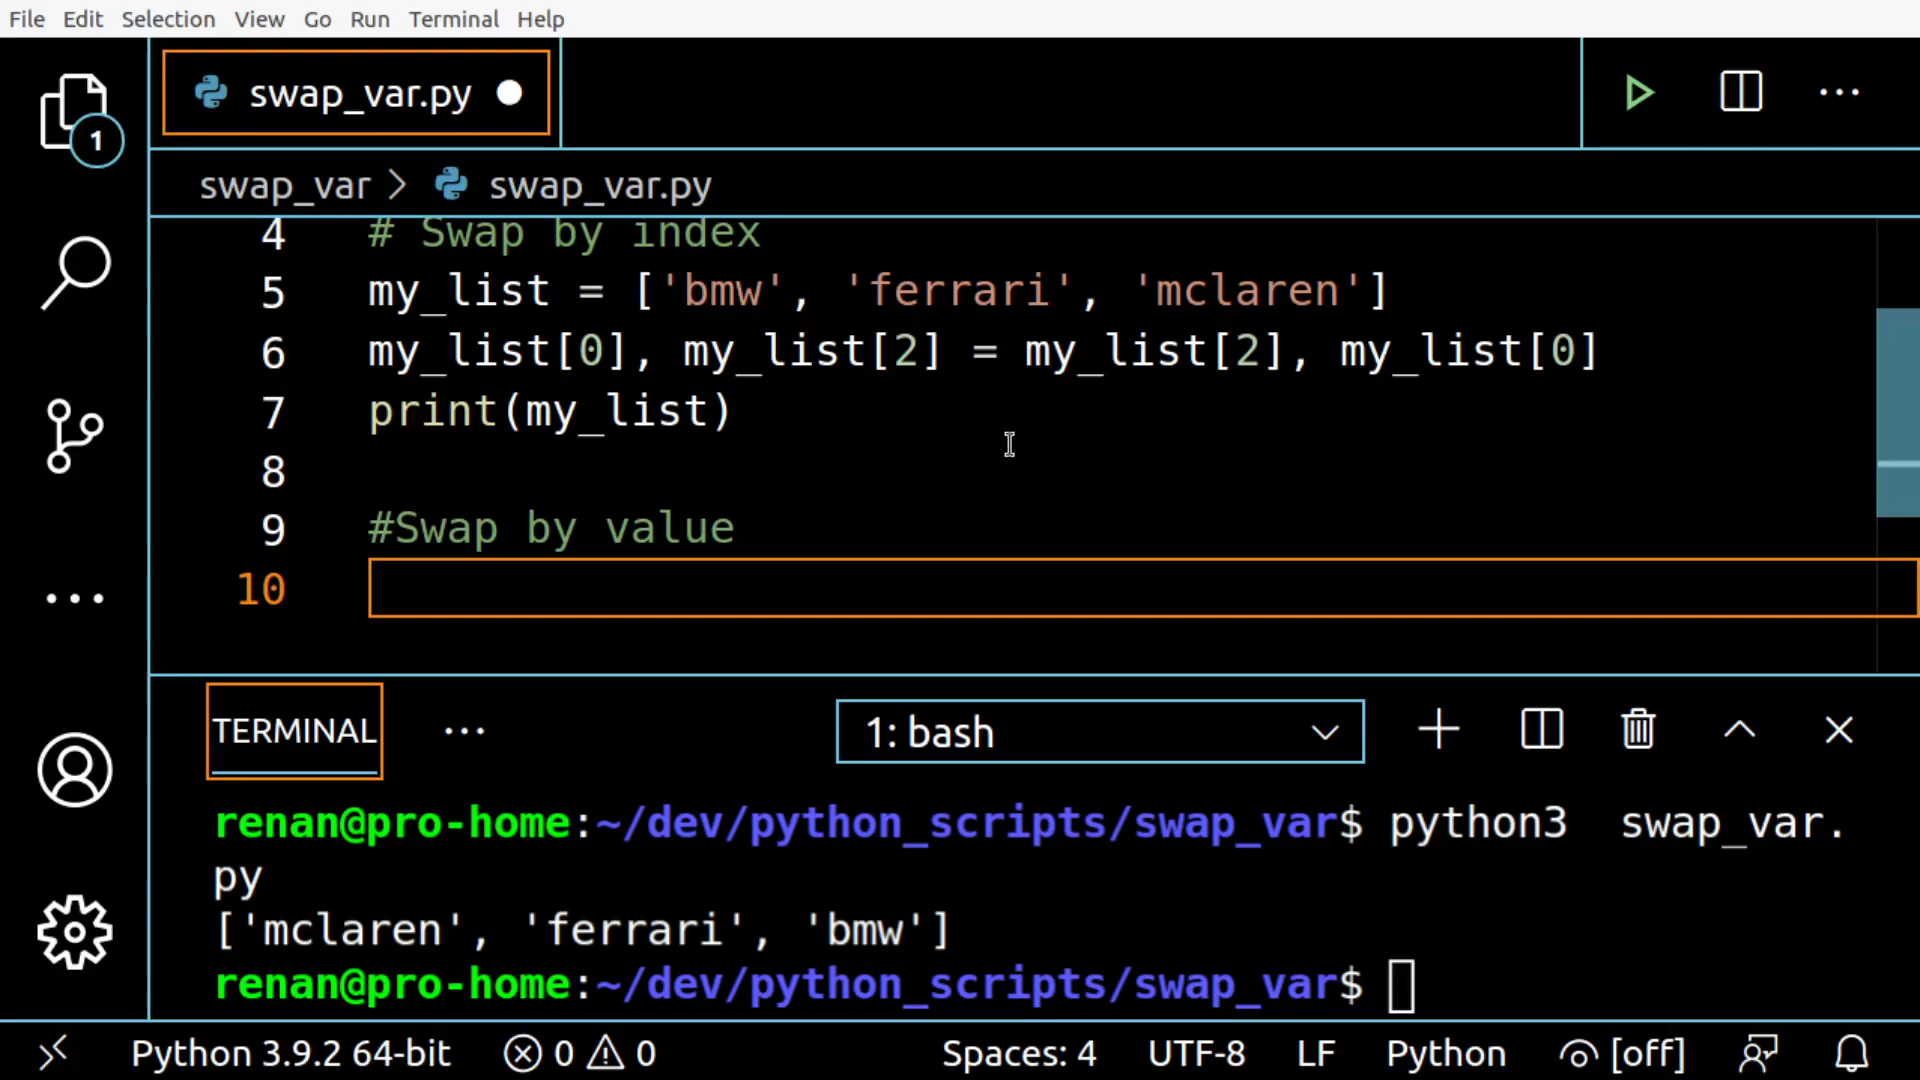 File Edit Selection View Go Run Terminal Help
swap_var.py
1
swap_var > swap_var.py
4 # Swap by index
5 my_list = ['bmw', 'ferrari', 'mclaren']
6 my_list[0], my_list[2] = my_list[2], my_list[0]
7 print(my_list)
8
9 #Swap by value
10
TERMINAL ··· 1: bash
renan@pro-home:~/dev/python_scripts/swap_var$ python3  swap_var.
py
['mclaren', 'ferrari', 'bmw']
renan@pro-home:~/dev/python_scripts/swap_var$
Python 3.9.2 64-bit 0 0 Spaces: 4 UTF-8 LF Python [off]